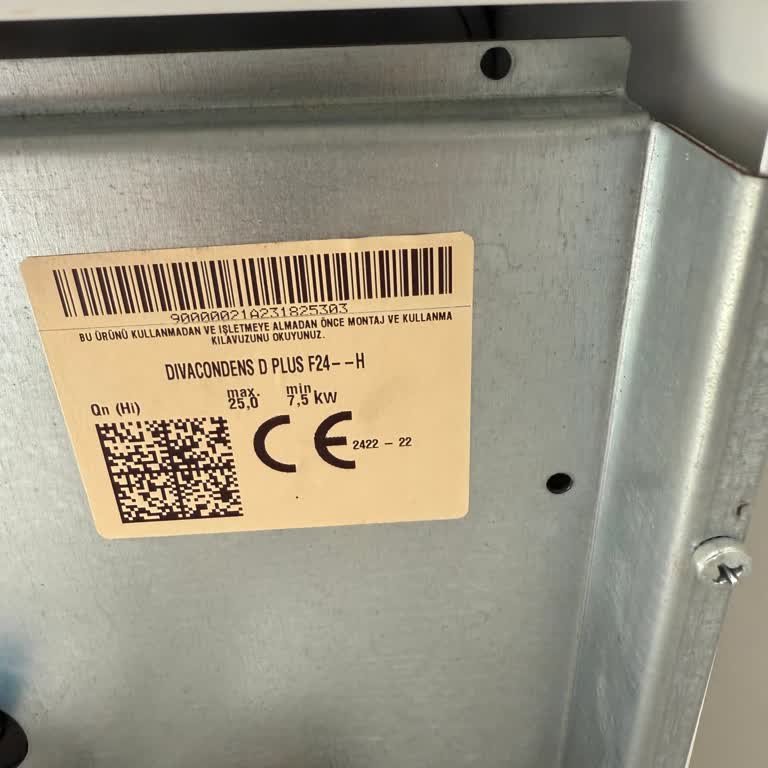 90000021A231825303
BU ÜRÜNÜ KULLANMADAN VE İŞLETMEYE ALMADAN ÖNCE MONTAJ VE KULLANMA
KILAVUZUNU OKUYUNUZ.
DIVACONDENS D PLUS F24--H
max. min
Qn (Hi) 25,0 7,5 kW
CE 2422 - 22